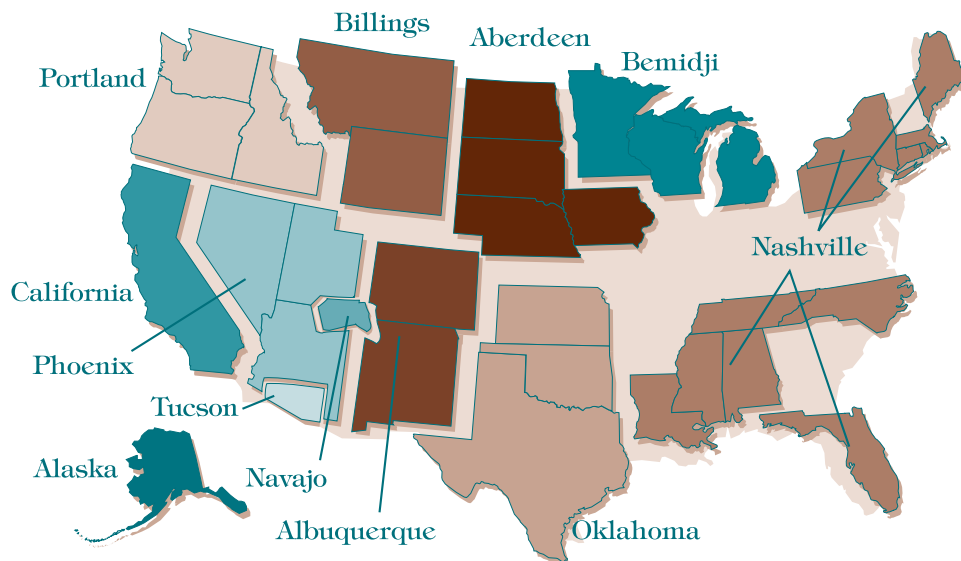 Billings
Aberdeen
Bemidji
Portland
Nashville
California
Phoenix
Tucson
Alaska
Navajo
Albuquerque
Oklahoma